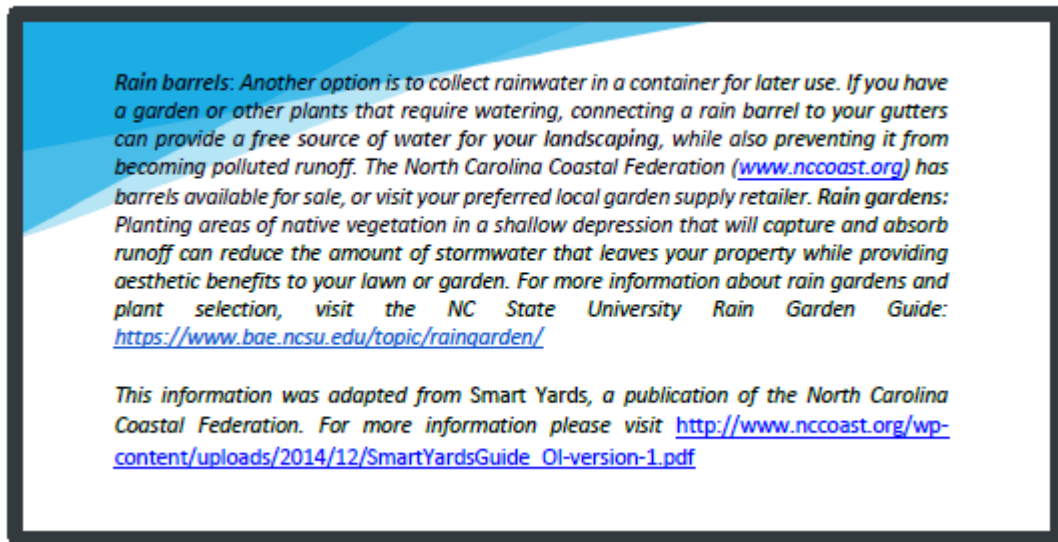 Rain barrels: Another option is to collect rainwater in a container for later use. If you have
a garden or other plants that require watering, connecting a rain barrel to your gutters
can provide a free source of water for your landscaping, while also preventing it from
becoming polluted runoff. The North Carolina Coastal Federation (www.nccoast.org) has
barrels available for sale, or visit your preferred local garden supply retailer. Rain gardens:
Planting areas of native vegetation in a shallow depression that will capture and absorb
runoff can reduce the amount of stormwater that leaves your property while providing
aesthetic benefits to your lawn or garden. For more information about rain gardens and
plant selection, visit the NC State University Rain Garden Guide:
https://www.bae.ncsu.edu/topic/raingarden/
This information was adapted from Smart Yards, a publication of the North Carolina
Coastal Federation. For more information please visit http://www.nccoast.org/wp-
content/uploads/2014/12/SmartYardsGuide_OI-version-1.pdf